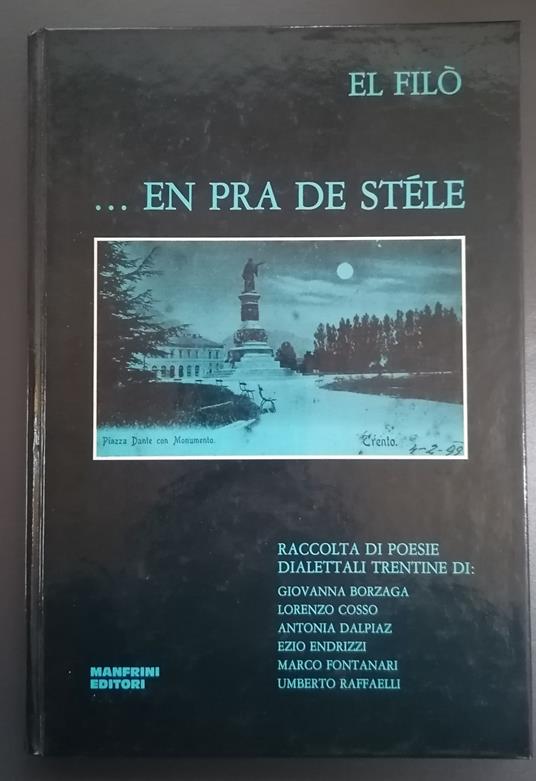 EL FILÒ
... EN PRA DE STÉLE
Piazza Dante con Monumento.
Trento.
4-2-99
RACCOLTA DI POESIE
DIALETTALI TRENTINE DI:
GIOVANNA BORZAGA
LORENZO COSSO
ANTONIA DALPIAZ
EZIO ENDRIZZI
MARCO FONTANARI
UMBERTO RAFFAELLI
MANFRINI
EDITORI